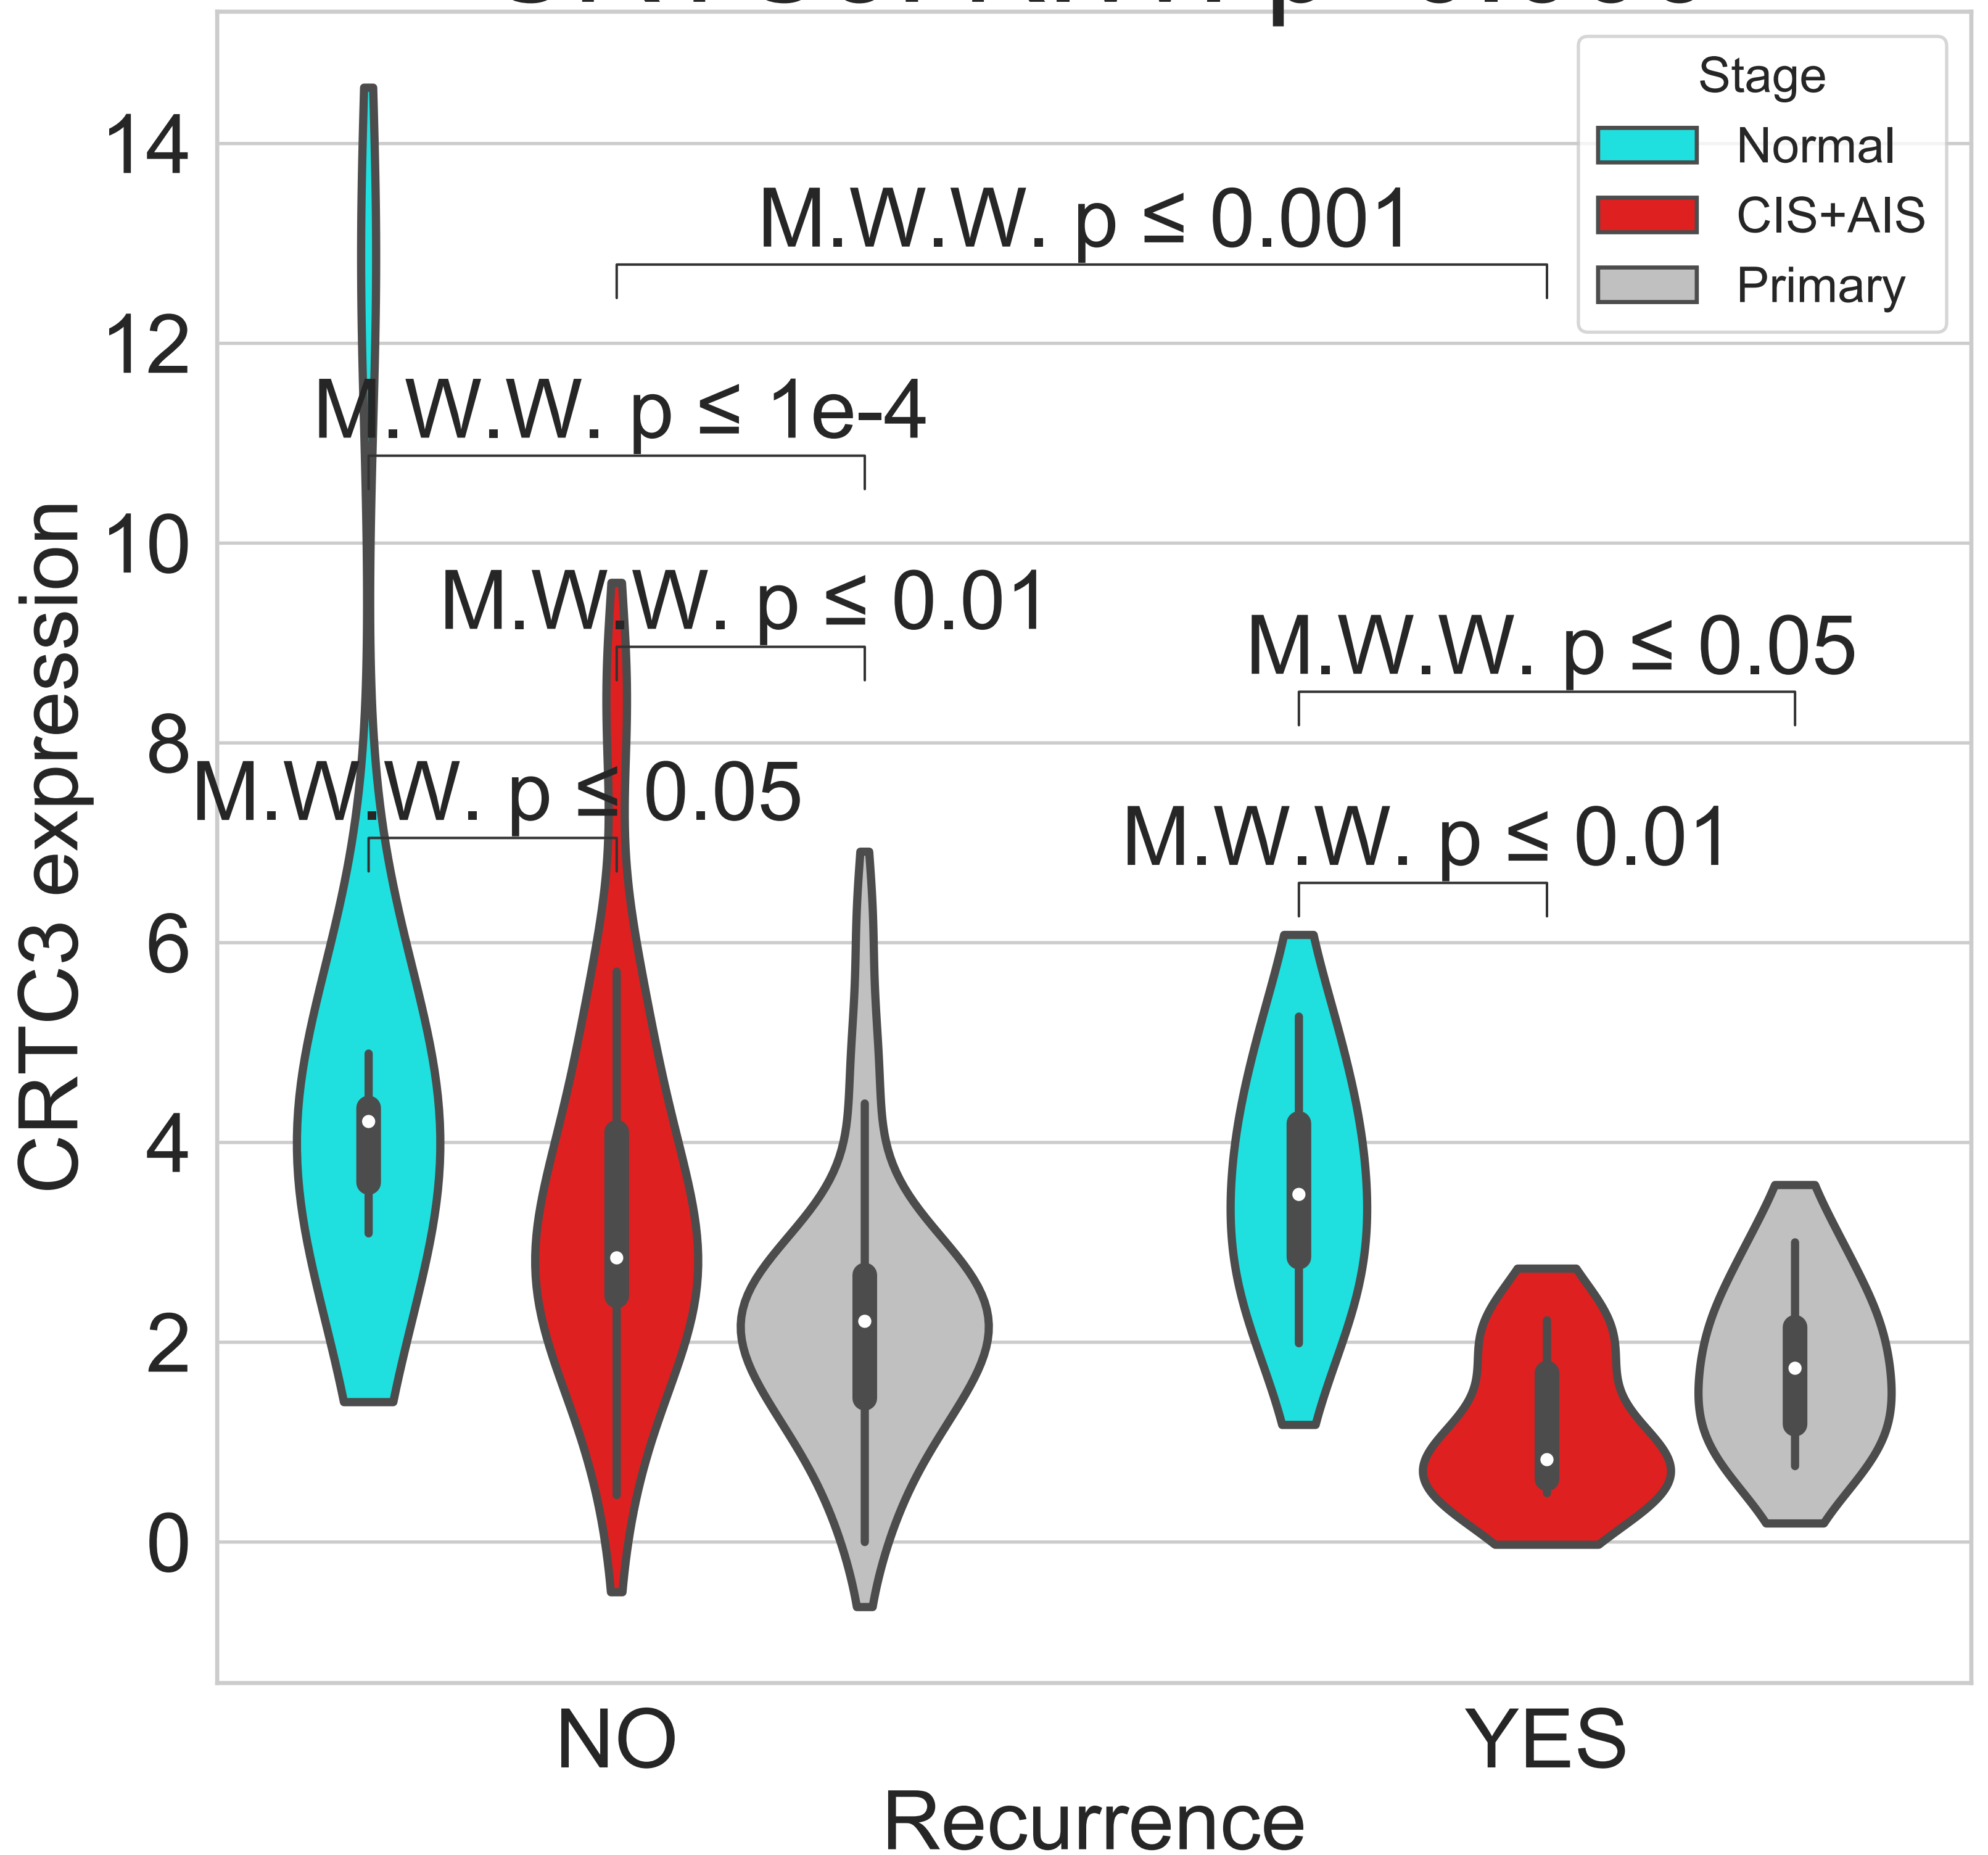 Stage
Normal
CIS+AIS
Primary
M.W.W. p ≤ 0.001
M.W.W. p ≤ 1e-4
M.W.W. p ≤ 0.01
M.W.W. p ≤ 0.05
M.W.W. p ≤ 0.05
M.W.W. p ≤ 0.01
CRTC3 expression
14
12
10
8
6
4
2
0
NO
YES
Recurrence